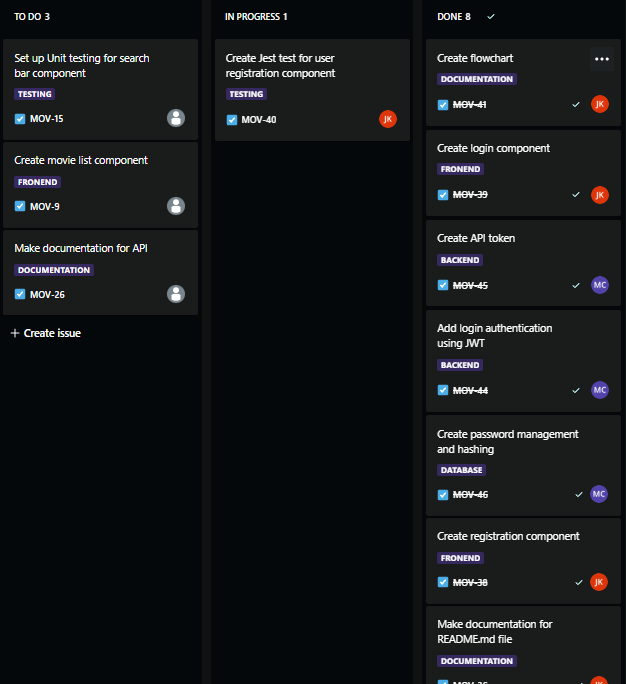 TO DO 3
Set up Unit testing for search
bar component
TESTING
MOV-15
Create movie list component
FRONEND
MOV-9
Make documentation for API
DOCUMENTATION
MOV-26
+ Create issue
IN PROGRESS 1
Create Jest test for user
registration component
TESTING
MOV-40
JK
DONE 8
Create flowchart
DOCUMENTATION
MOV-41
JK
Create login component
FRONEND
MOV-39
JK
Create API token
BACKEND
MOV-45
MC
Add login authentication
using JWT
BACKEND
MOV-44
MC
Create password management
and hashing
DATABASE
MOV-46
MC
Create registration component
FRONEND
MOV-38
JK
Make documentation for
README.md file
DOCUMENTATION